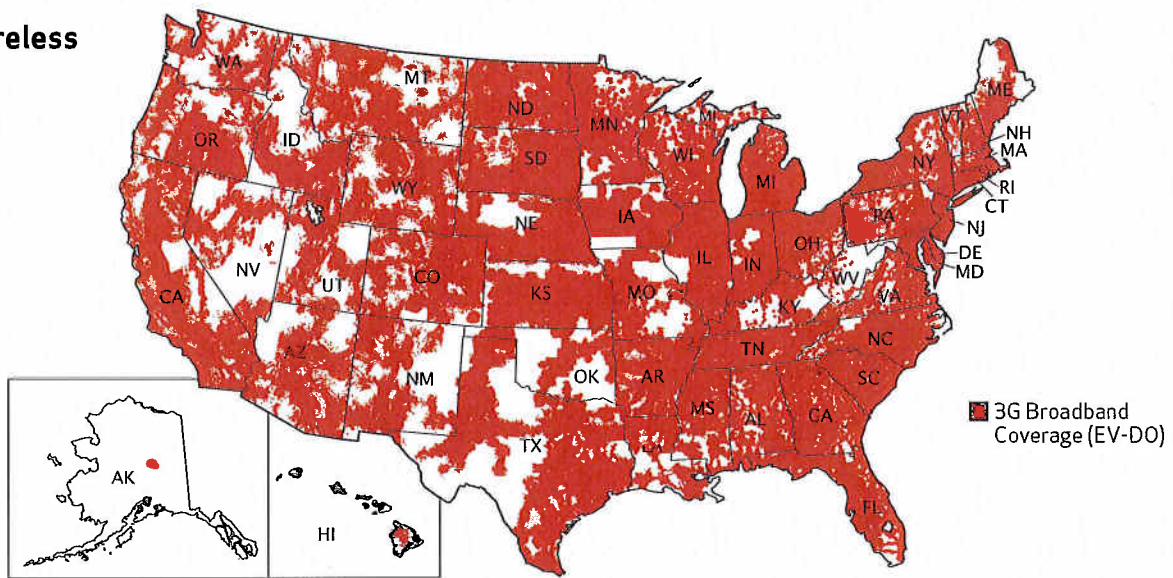 reless
WA
MT
ND
MN
MI
ME
VT
NH
MA
OR
ID
SD
WI
NY
WY
MI
RI
CT
NE
IA
PA
NJ
OH
DE
MD
NV
UT
CO
IL
IN
WV
CA
KS
MO
KY
VA
AZ
NM
OK
TN
NC
AR
SC
MS
AL
GA
TX
LA
3G Broadband
Coverage (EV-DO)
AK
HI
FL